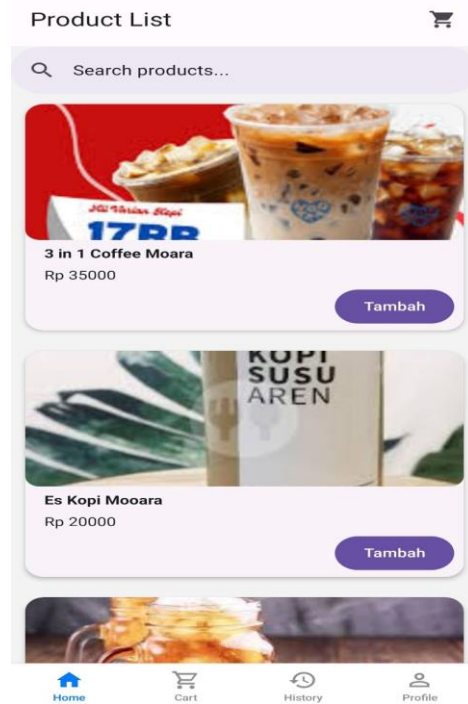 Product List
Search products...
17RB
3 in 1 Coffee Moara
Rp 35000
Tambah
KOPI
SUSU
AREN
Es Kopi Mooara
Rp 20000
Tambah
Home
Cart
History
Profile